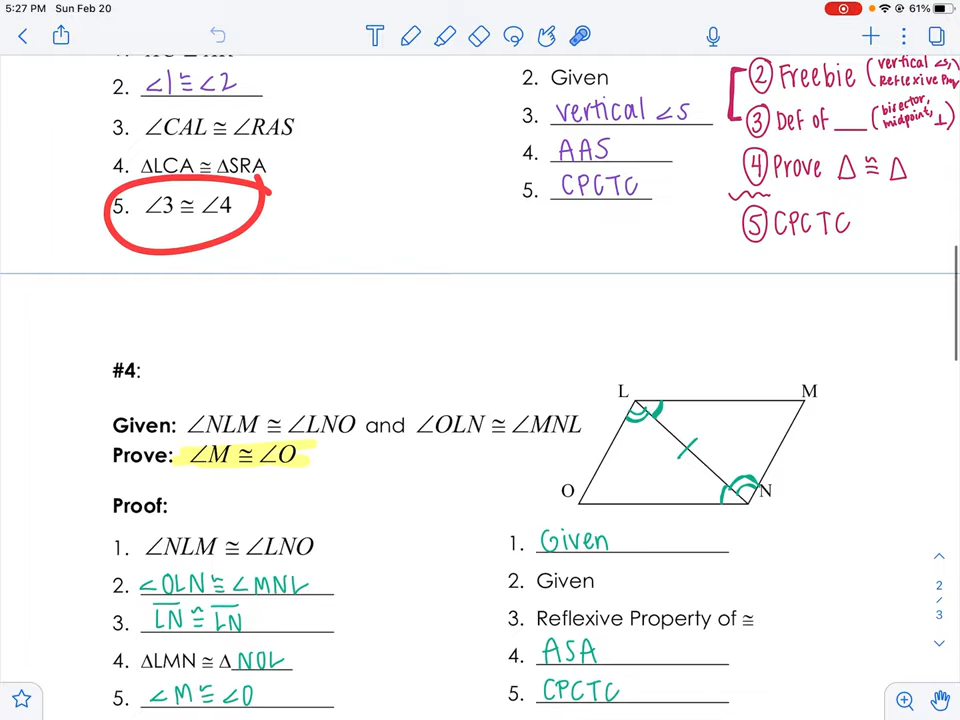 5:27 PM Sun Feb 20
61%
2. ∠1 ≅ ∠2
3. ∠CAL ≅ ∠RAS
4. ΔLCA ≅ ΔSRA
5. ∠3 ≅ ∠4
2. Given
3. vertical ∠s
4. AAS
5. CPCTC
② Freebie (vertical ∠s, Reflexive Prop
③ Def of ___ (bisector, midpoint, ⊥)
④ Prove Δ ≅ Δ
⑤ CPCTC
#4:
Given: ∠NLM ≅ ∠LNO and ∠OLN ≅ ∠MNL
Prove: ∠M ≅ ∠O
L
M
O
N
Proof:
1. ∠NLM ≅ ∠LNO
2. ∠OLN ≅ ∠MNL
3. LN ≅ LN
4. ΔLMN ≅ Δ NOL
5. ∠M ≅ ∠O
1. Given
2. Given
3. Reflexive Property of ≅
4. ASA
5. CPCTC
2
3